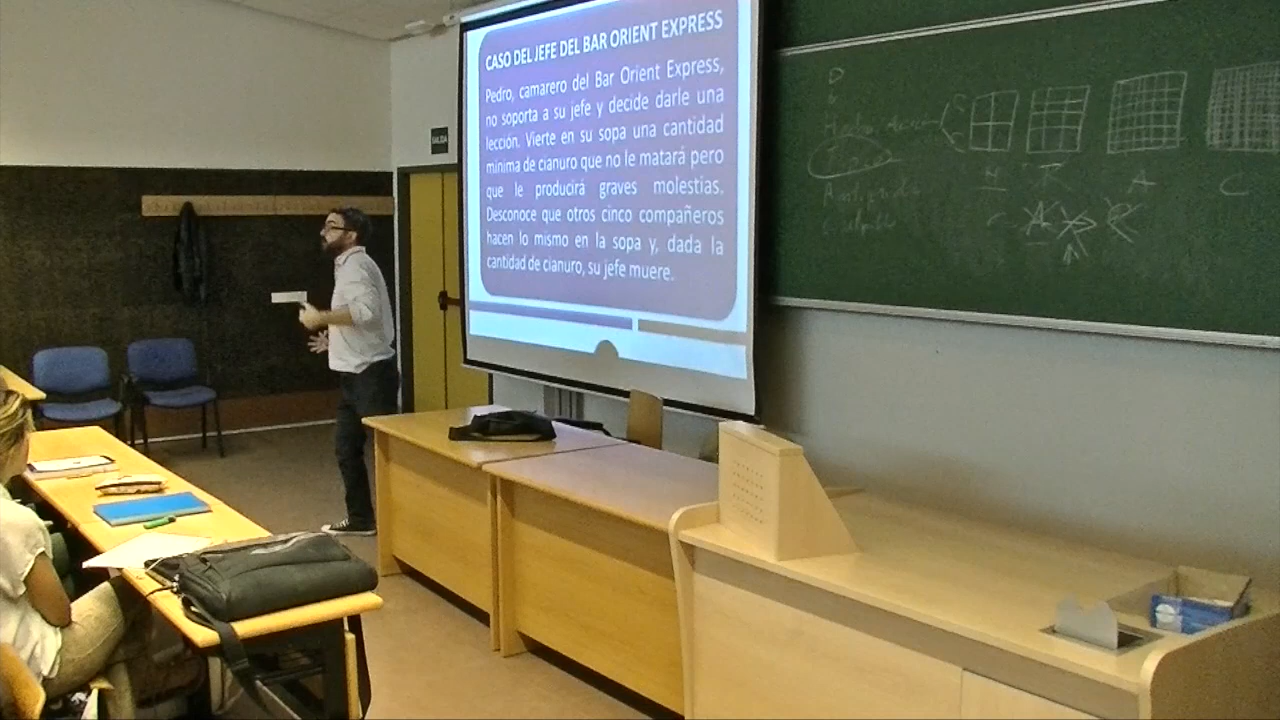 CASO DEL JEFE DEL BAR ORIENT EXPRESS
Pedro, camarero del Bar Orient Express,
no soporta a su jefe y decide darle una
lección. Vierte en su sopa una cantidad
mínima de cianuro que no le matará pero
que le producirá graves molestias.
Desconoce que otros cinco compañeros
hacen lo mismo en la sopa y, dada la
cantidad de cianuro, su jefe muere.
SALIDA